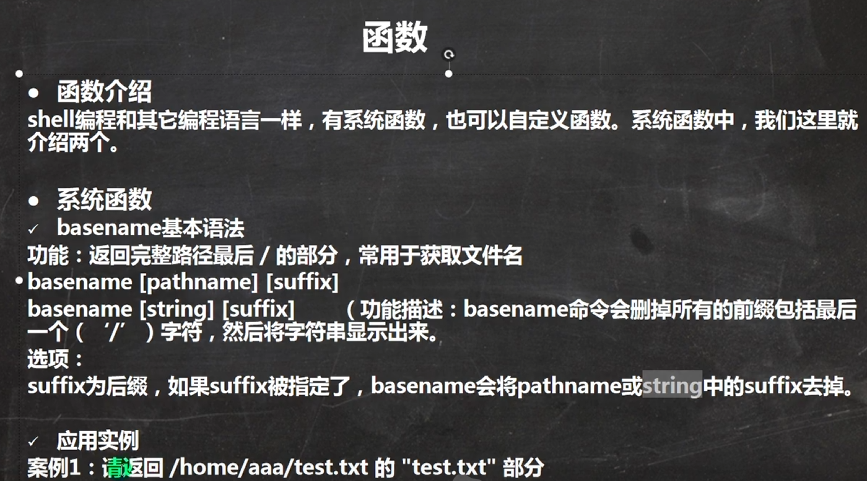 函数
● 函数介绍
shell编程和其它编程语言一样，有系统函数，也可以自定义函数。系统函数中，我们这里就
介绍两个。
● 系统函数
✓ basename基本语法
功能：返回完整路径最后 / 的部分，常用于获取文件名
basename [pathname] [suffix]
basename [string] [suffix] （功能描述：basename命令会删掉所有的前缀包括最后
一个（‘/’）字符，然后将字符串显示出来。
选项：
suffix为后缀，如果suffix被指定了，basename会将pathname或string中的suffix去掉。
✓ 应用实例
案例1：请返回 /home/aaa/test.txt 的 "test.txt" 部分